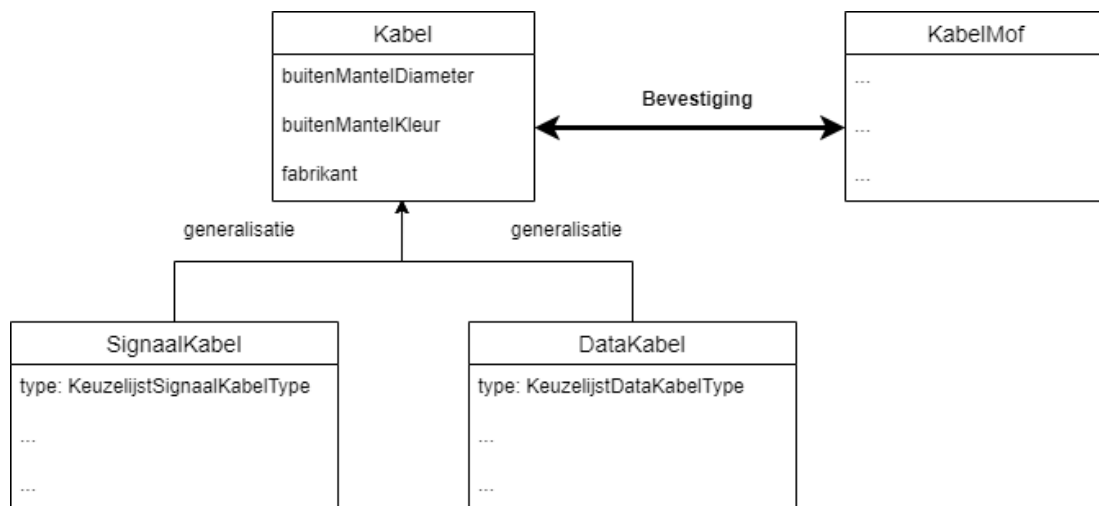 Kabel
buitenMantelDiameter
buitenMantelKleur
fabrikant
Bevestiging
KabelMof
...
...
...
generalisatie
generalisatie
SignaalKabel
type: KeuzelijstSignaalKabelType
...
...
DataKabel
type: KeuzelijstDataKabelType
...
...